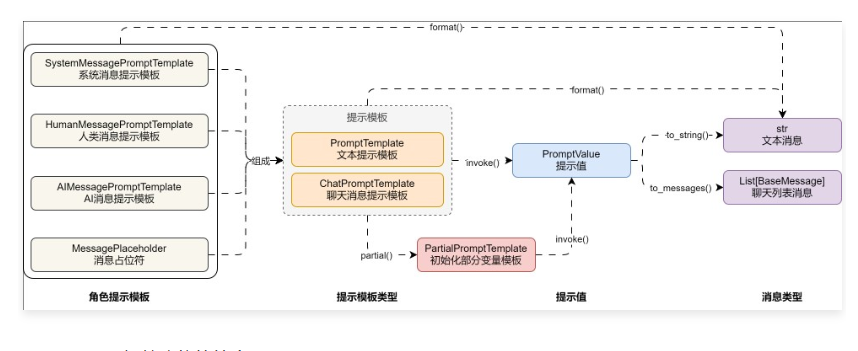 format()
SystemMessagePromptTemplate
系统消息提示模板
HumanMessagePromptTemplate
人类消息提示模板
AIMessagePromptTemplate
AI消息提示模板
MessagePlaceholder
消息占位符
角色提示模板
组成
format()
提示模板
PromptTemplate
文本提示模板
ChatPromptTemplate
聊天消息提示模板
partial()
提示模板类型
invoke()
PromptValue
提示值
PartialPromptTemplate
初始化部分变量模板
invoke()
提示值
to_string()
to_messages()
str
文本消息
List[BaseMessage]
聊天列表消息
消息类型